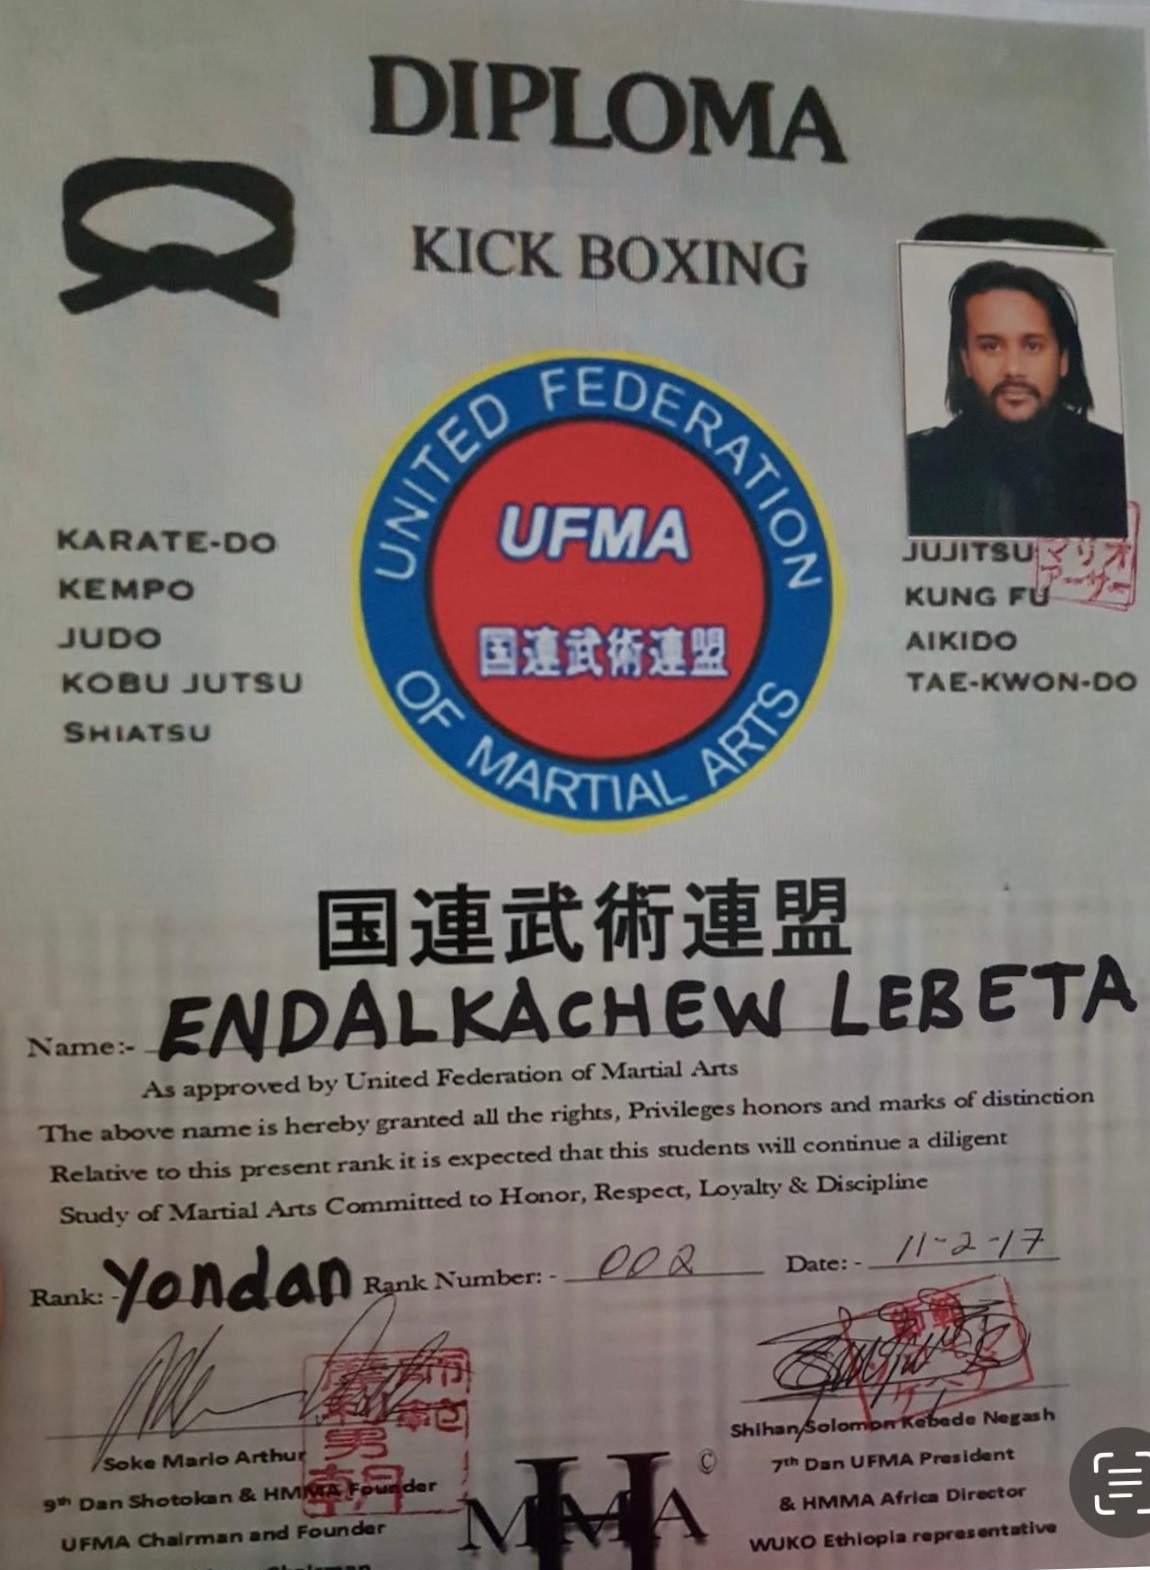 DIPLOMA
KICK BOXING
UNITED FEDERATION
OF MARTIAL ARTS
UFMA
国連武術連盟
KARATE-DO
KEMPO
JUDO
KOBU JUTSU
SHIATSU
JUJITSU
KUNG FU
AIKIDO
TAE-KWON-DO
マリオ
アーサー
国連武術連盟
Name:- ENDALKACHEW LEBETA
As approved by United Federation of Martial Arts
The above name is hereby granted all the rights, Privileges honors and marks of distinction
Relative to this present rank it is expected that this students will continue a diligent
Study of Martial Arts Committed to Honor, Respect, Loyalty & Discipline
Rank: - Yondan Rank Number: - 002 Date: - 11-2-17
Soke Mario Arthur
9th Dan Shotokan & HMMA Founder
UFMA Chairman and Founder
Chairman
HMMA ©
Shihan/Solomon Kebede Negash
7th Dan UFMA President
& HMMA Africa Director
WUKO Ethiopia representative